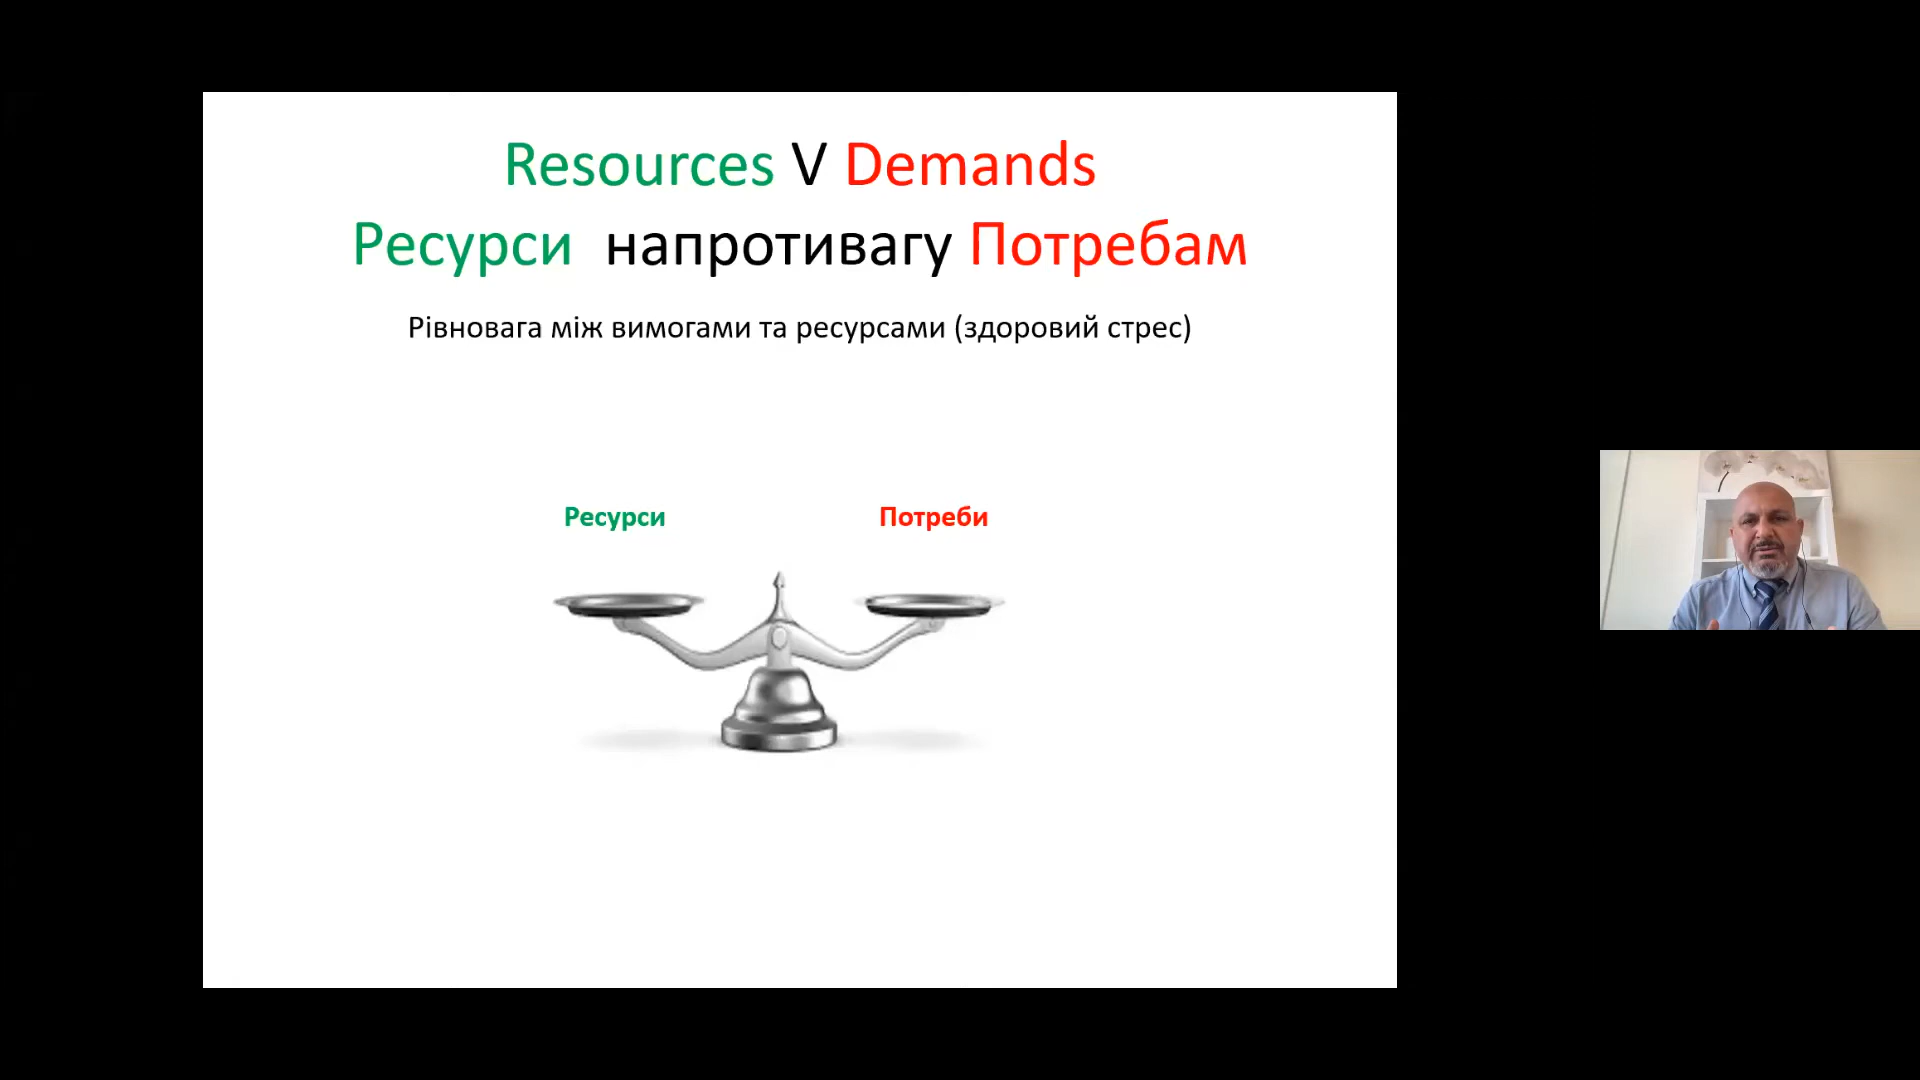 Resources V Demands
Ресурси напротивагу Потребам
Рівновага між вимогами та ресурсами (здоровий стрес)
Ресурси Потреби